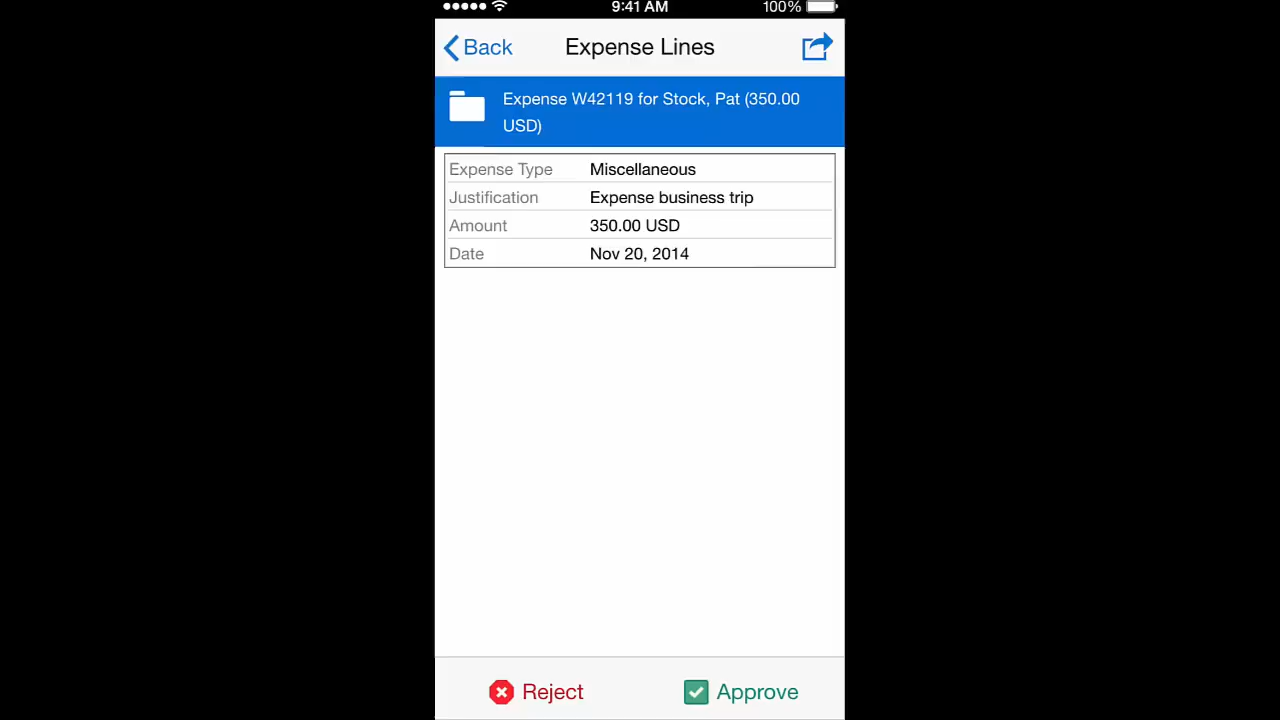 9:41 AM 100%
Back Expense Lines
Expense W42119 for Stock, Pat (350.00
USD)
Expense Type Miscellaneous
Justification Expense business trip
Amount 350.00 USD
Date Nov 20, 2014
Reject Approve